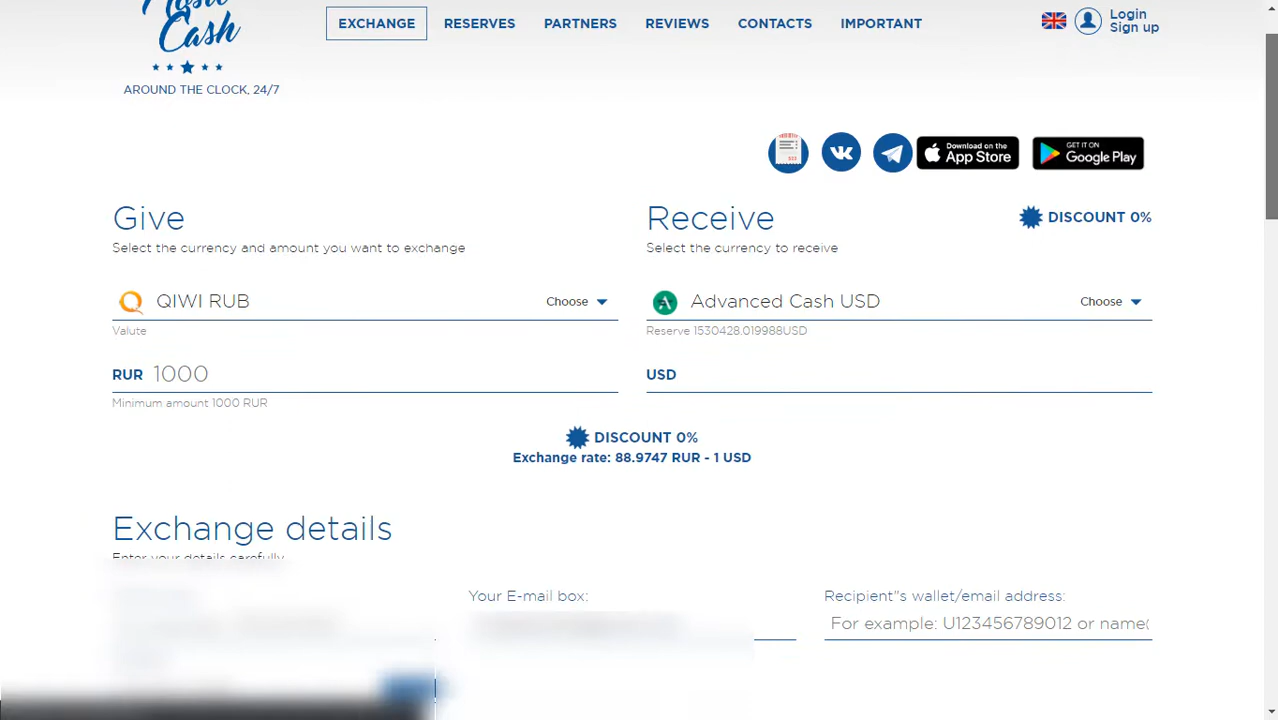 Cash
AROUND THE CLOCK, 24/7
EXCHANGE
RESERVES
PARTNERS
REVIEWS
CONTACTS
IMPORTANT
Login
Sign up
Download on the
App Store
GET IT ON
Google Play
Give
Select the currency and amount you want to exchange
QIWI RUB
Choose
Valute
RUR 1000
Minimum amount 1000 RUR
Receive
DISCOUNT 0%
Select the currency to receive
Advanced Cash USD
Choose
Reserve 1530428.019988USD
USD
DISCOUNT 0%
Exchange rate: 88.9747 RUR - 1 USD
Exchange details
Enter your details carefully
Your E-mail box:
Recipient"s wallet/email address:
For example: U123456789012 or name(